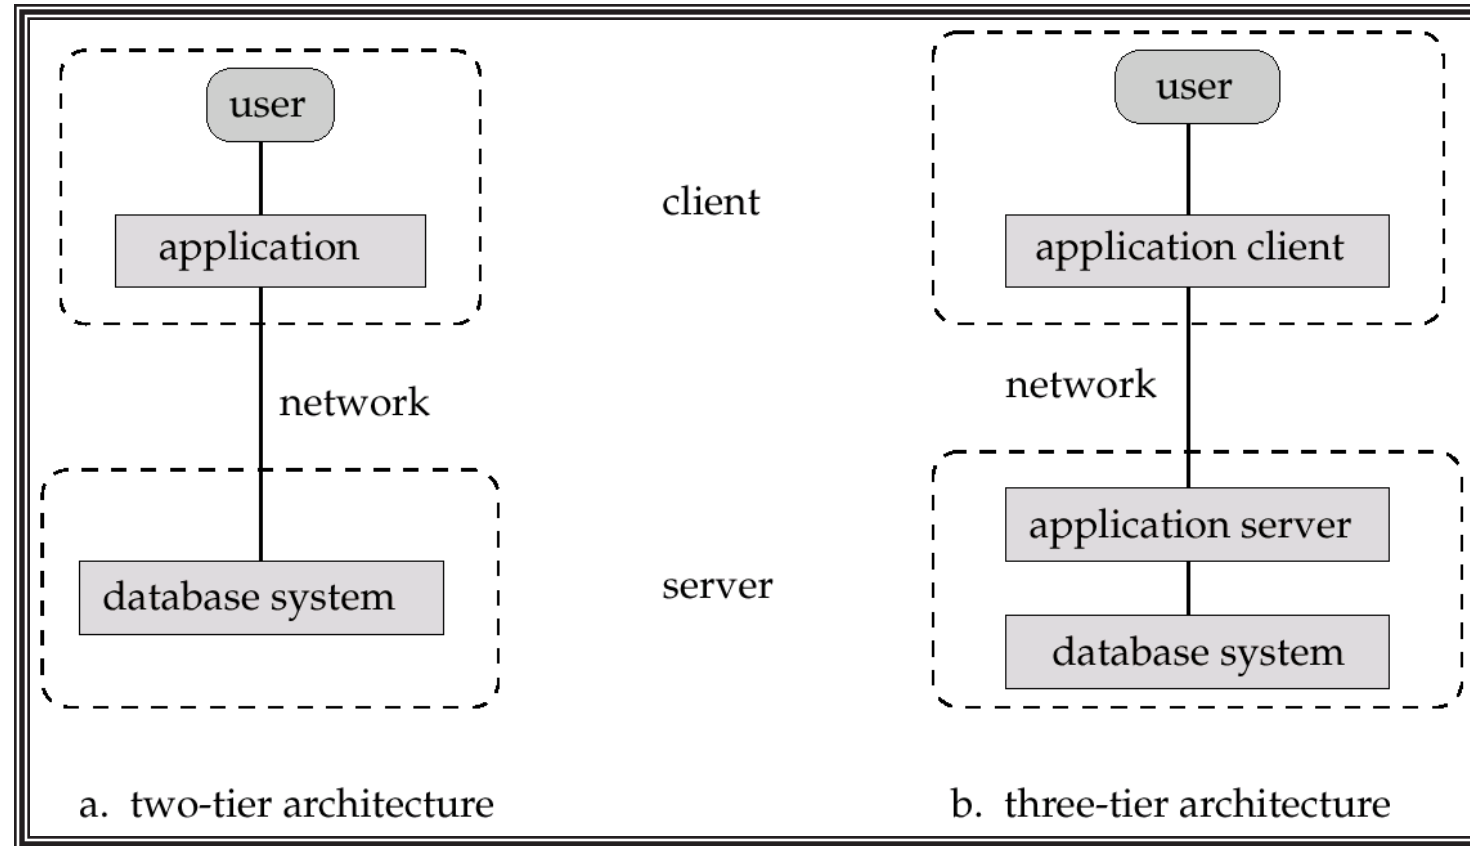 user
application
network
database system
a. two-tier architecture
client
server
user
application client
network
application server
database system
b. three-tier architecture